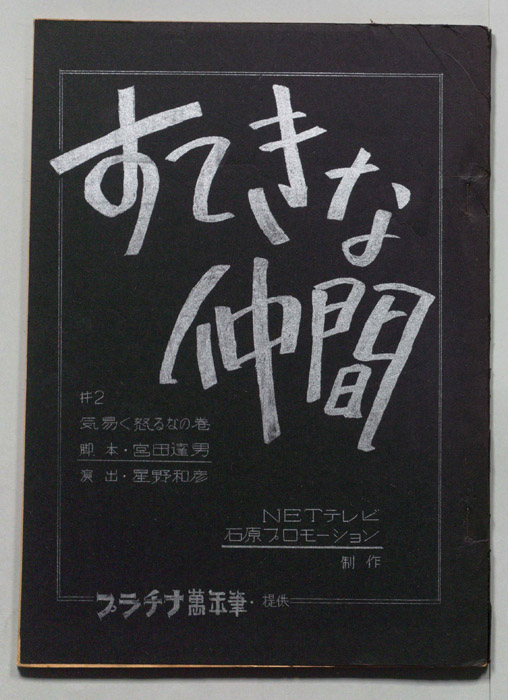 すてきな
仲間
#2
気易く怒るなの巻
脚本・宮田達男
演出・星野和彦
NETテレビ
石原プロモーション
制作
プラチナ萬年筆・提供